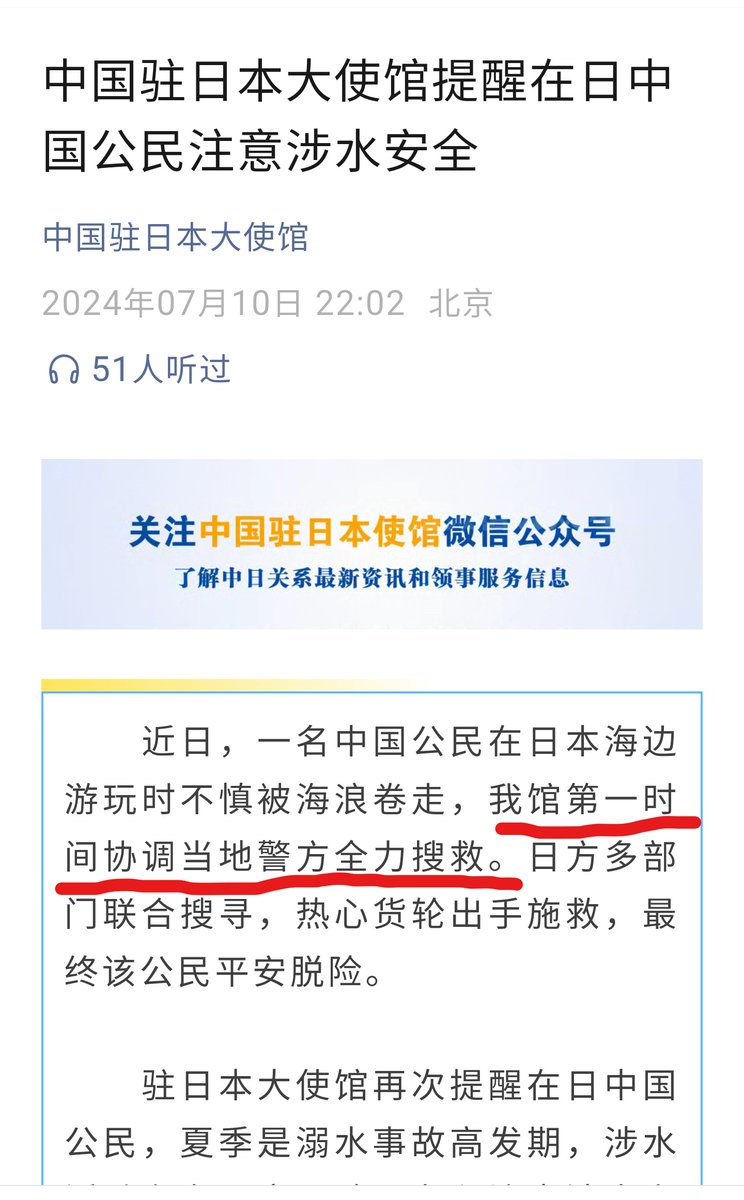 中国驻日本大使馆提醒在日中
国公民注意涉水安全
中国驻日本大使馆
2024年07月10日 22:02 北京
51人听过
关注中国驻日本使馆微信公众号
了解中日关系最新资讯和领事服务信息
近日，一名中国公民在日本海边
游玩时不慎被海浪卷走，我馆第一时
间协调当地警方全力搜救。日方多部
门联合搜寻，热心货轮出手施救，最
终该公民平安脱险。
驻日本大使馆再次提醒在日中国
公民，夏季是溺水事故高发期，涉水